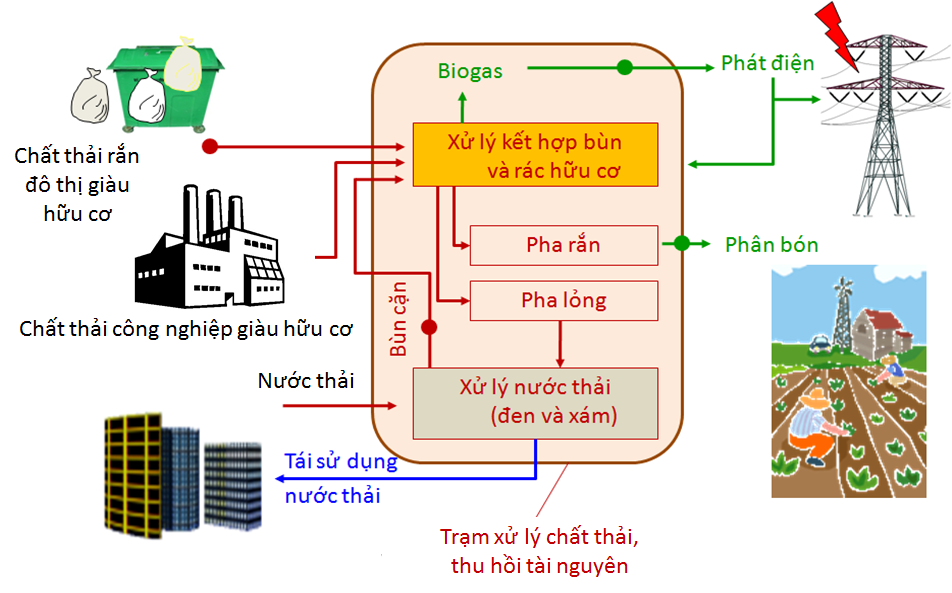 Biogas
Phát điện
Xử lý kết hợp bùn
và rác hữu cơ
Chất thải rắn
đô thị giàu
hữu cơ
Pha rắn
Phân bón
Pha lỏng
Chất thải công nghiệp giàu hữu cơ
Bùn cặn
Nước thải
Xử lý nước thải
(đen và xám)
Tái sử dụng
nước thải
Trạm xử lý chất thải,
thu hồi tài nguyên